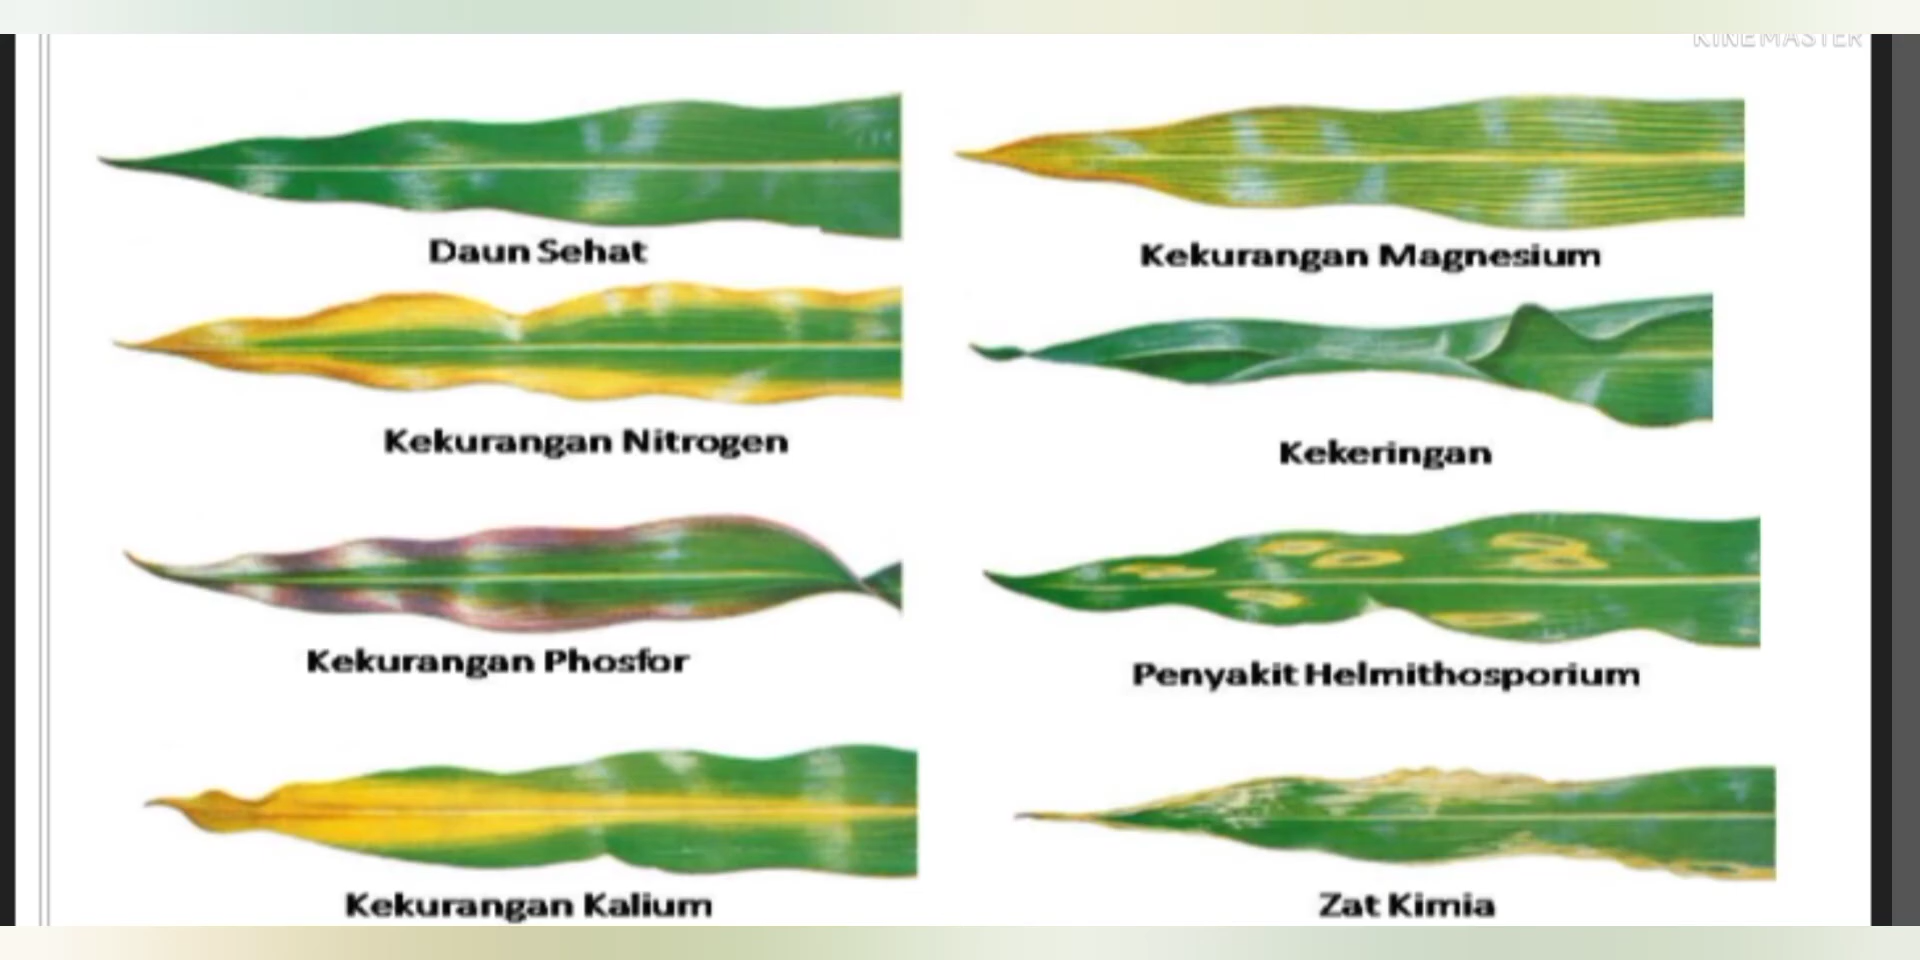 KINEMASTER
Daun Sehat
Kekurangan Magnesium
Kekurangan Nitrogen
Kekeringan
Kekurangan Phosfor
Penyakit Helmithosporium
Kekurangan Kalium
Zat Kimia